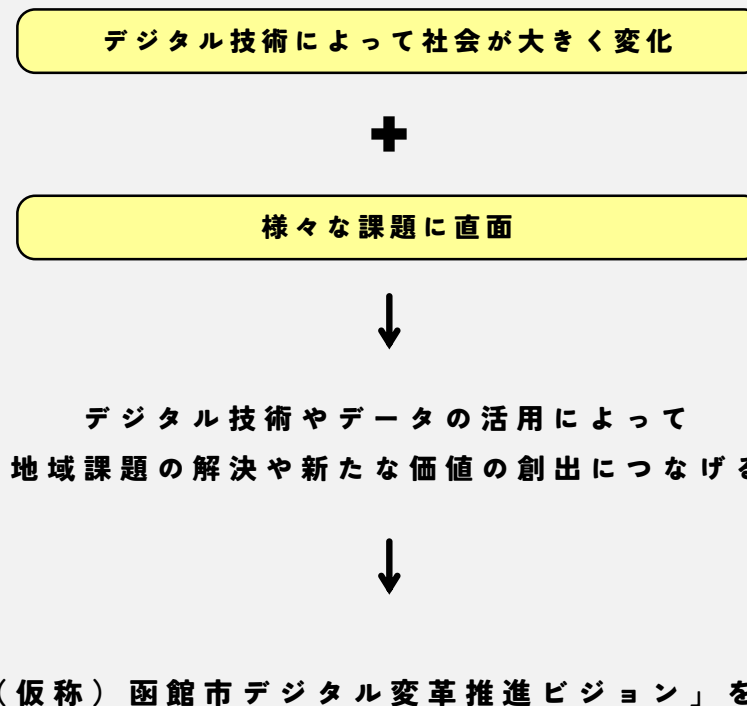 デジタル技術によって社会が大きく変化
様々な課題に直面
デジタル技術やデータの活用によって
地域課題の解決や新たな価値の創出につなげる
(仮称)函館市デジタル変革推進ビジョン」を